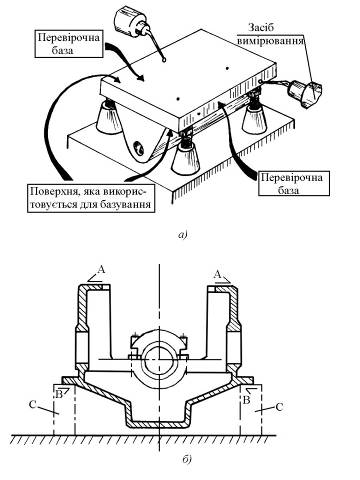 Перевірочна
база
Засіб
вимірювання
Поверхня, яка викорис-
товується для базування
Перевірочна
база
а)
А
А
С
В
В
С
б)